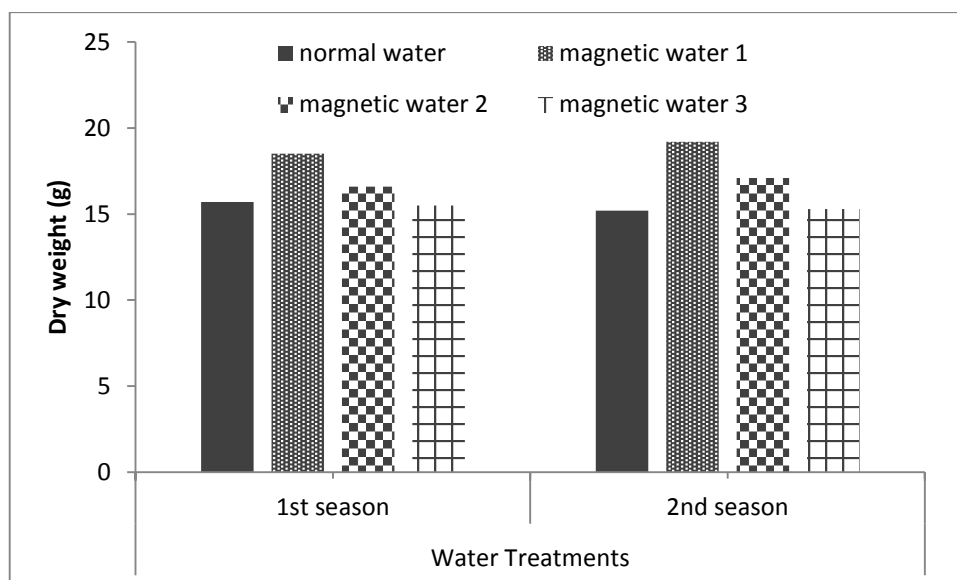 25
20
15
10
5
0
Dry weight (g)
normal water
magnetic water 1
magnetic water 2
magnetic water 3
1st season
2nd season
Water Treatments